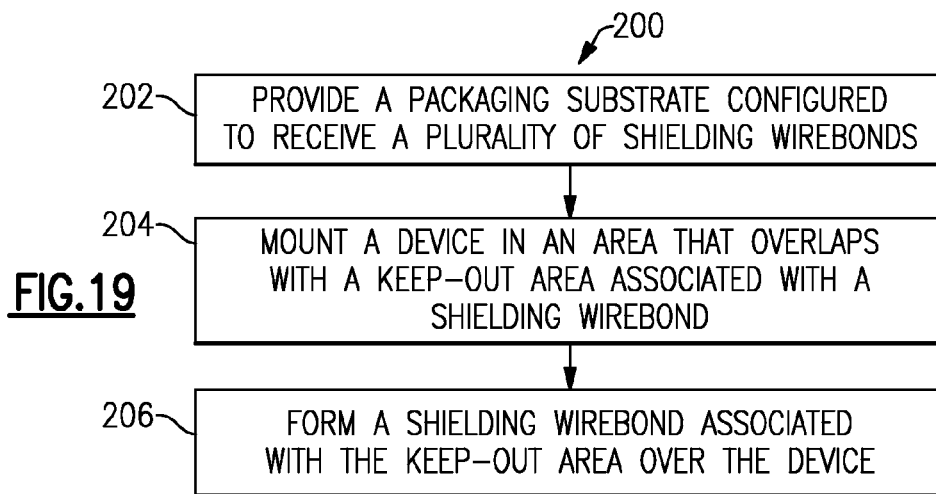 200
202
PROVIDE A PACKAGING SUBSTRATE CONFIGURED
TO RECEIVE A PLURALITY OF SHIELDING WIREBONDS
204
MOUNT A DEVICE IN AN AREA THAT OVERLAPS
WITH A KEEP-OUT AREA ASSOCIATED WITH A
SHIELDING WIREBOND
FIG.19
206
FORM A SHIELDING WIREBOND ASSOCIATED
WITH THE KEEP-OUT AREA OVER THE DEVICE